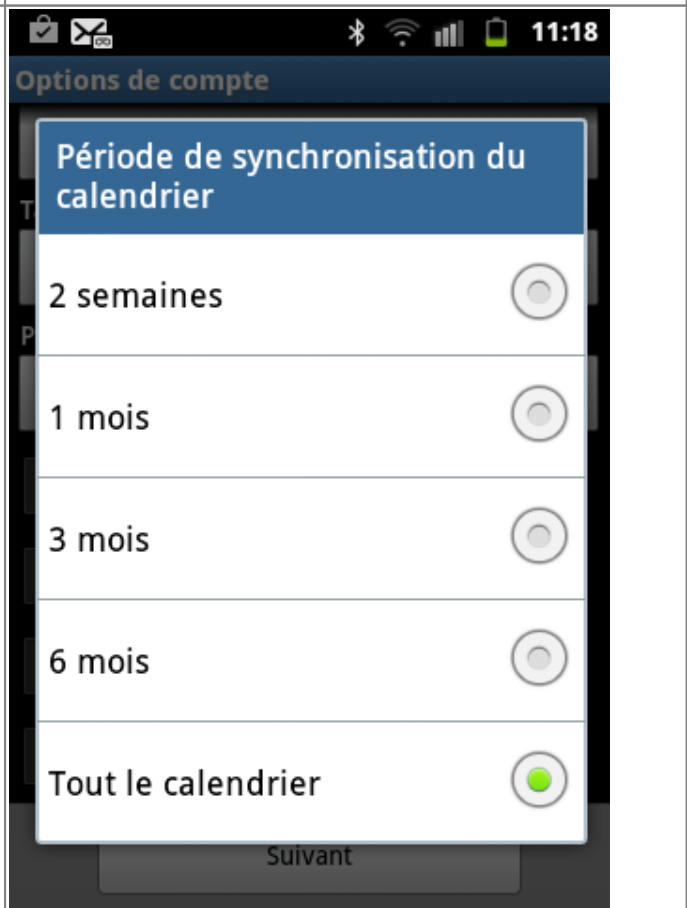 11:18
Options de compte
Période de synchronisation du
calendrier
T
2 semaines
P
1 mois
3 mois
6 mois
Tout le calendrier
Suivant